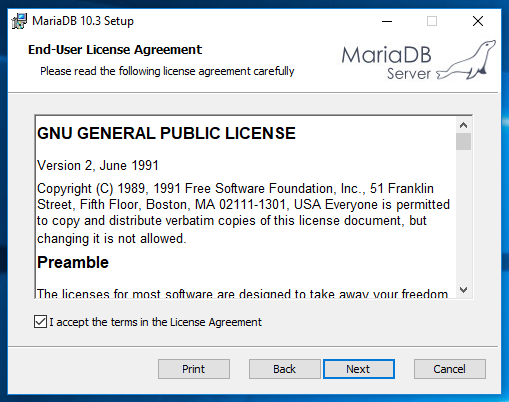 MariaDB 10.3 Setup
End-User License Agreement
Please read the following license agreement carefully
MariaDB
Server
GNU GENERAL PUBLIC LICENSE
Version 2, June 1991
Copyright (C) 1989, 1991 Free Software Foundation, Inc., 51 Franklin
Street, Fifth Floor, Boston, MA 02111-1301, USA Everyone is permitted
to copy and distribute verbatim copies of this license document, but
changing it is not allowed.
Preamble
The licenses for most software are designed to take away your freedom
I accept the terms in the License Agreement
Print
Back
Next
Cancel